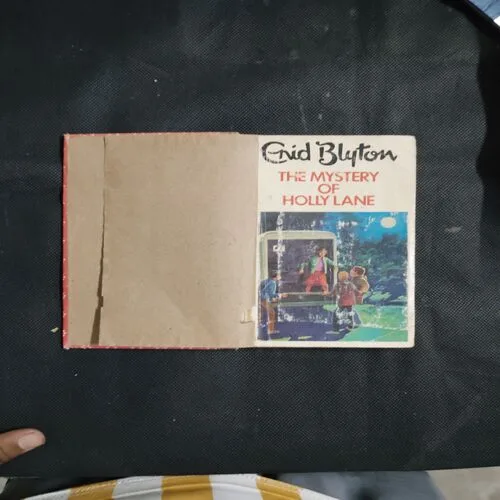 Enid Blyton
THE MYSTERY
OF
HOLLY LANE